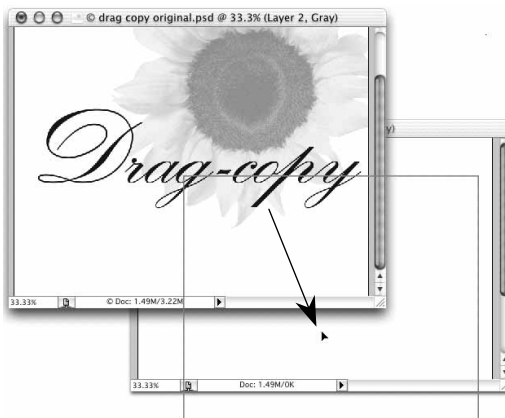 © drag copy original.psd @ 33.3% (Layer 2, Gray)
Drag-copy
y)
33.33%
© Doc: 1.49M/3.22M
33.33%
Doc: 1.49M/0K